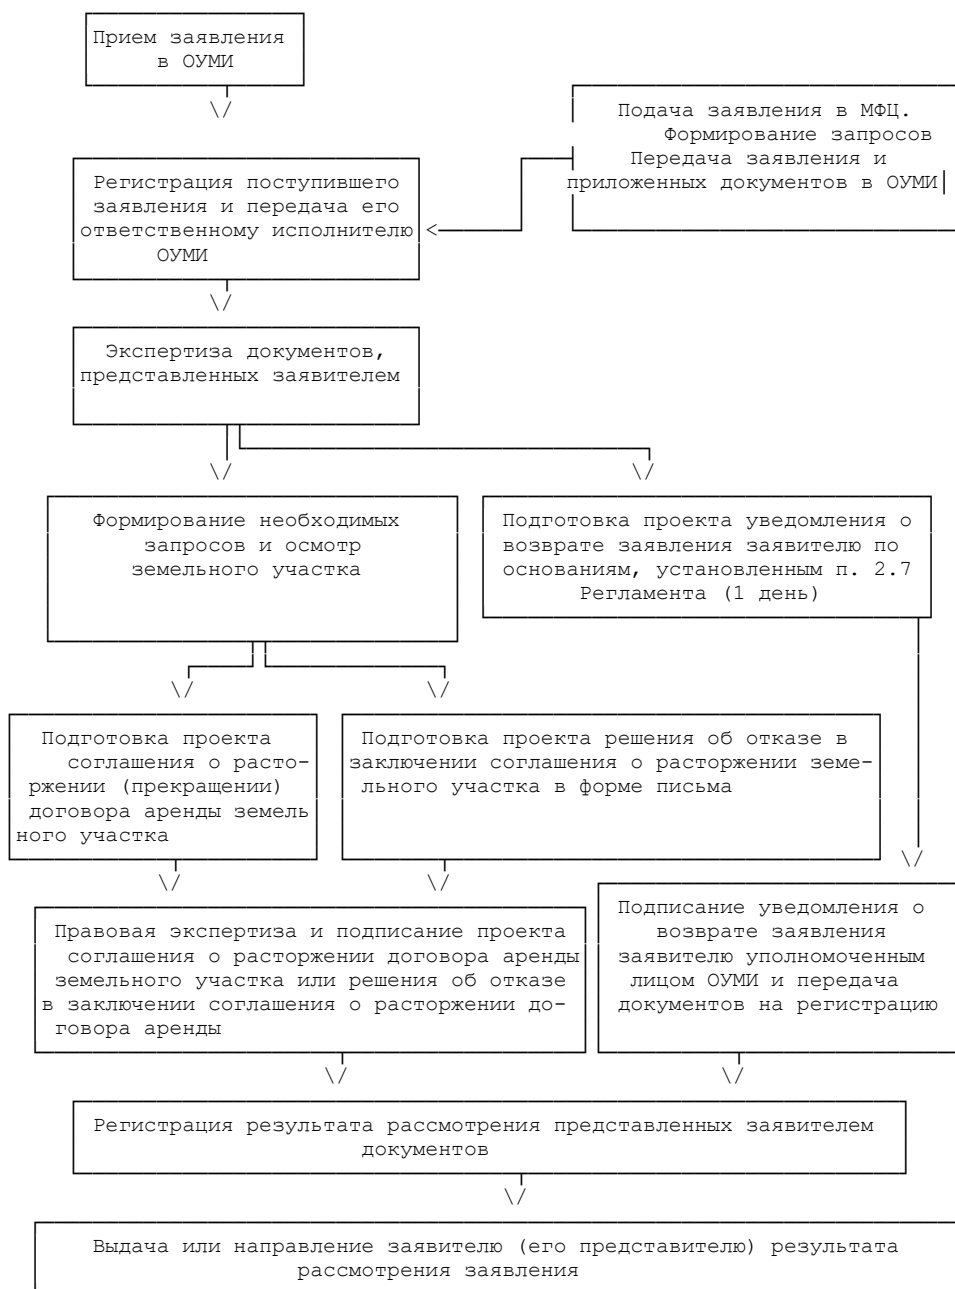 Прием заявления
в ОУМИ
Подача заявления в МФЦ.
Формирование запросов
Передача заявления и
приложенных документов в ОУМИ
Регистрация поступившего
заявления и передача его
ответственному исполнителю
ОУМИ
Экспертиза документов,
представленных заявителем
Формирование необходимых
запросов и осмотр
земельного участка
Подготовка проекта уведомления о
возврате заявления заявителю по
основаниям, установленным п. 2.7
Регламента (1 день)
Подготовка проекта
соглашения о расто-
ржении (прекращении)
договора аренды земель
ного участка
Подготовка проекта решения об отказе в
заключении соглашения о расторжении земе-
льного участка в форме письма
Правовая экспертиза и подписание проекта
соглашения о расторжении договора аренды
земельного участка или решения об отказе
в заключении соглашения о расторжении до-
говора аренды
Подписание уведомления о
возврате заявления
заявителю уполномоченным
лицом ОУМИ и передача
документов на регистрацию
Регистрация результата рассмотрения представленных заявителем
документов
Выдача или направление заявителю (его представителю) результата
рассмотрения заявления